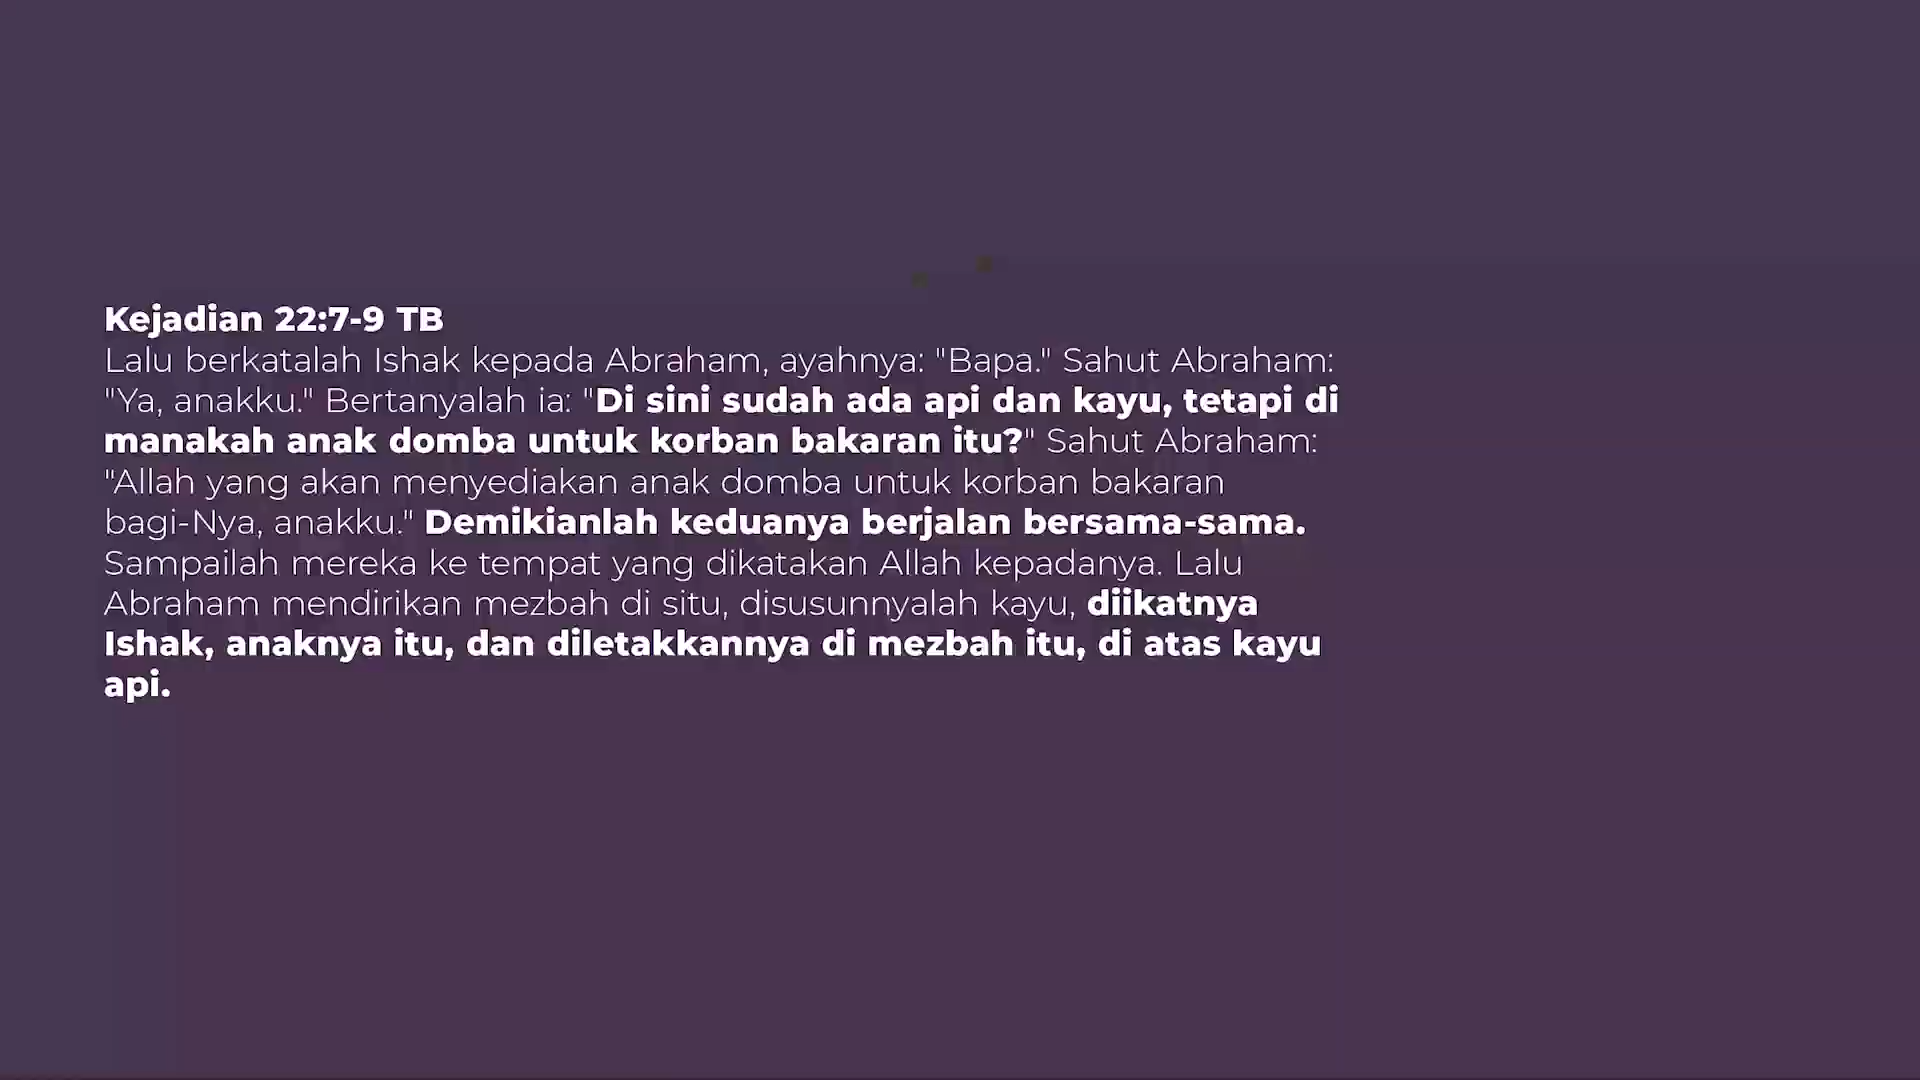 Kejadian 22:7-9 TB
Lalu berkatalah Ishak kepada Abraham, ayahnya: "Bapa." Sahut Abraham:
"Ya, anakku." Bertanyalah ia: "Di sini sudah ada api dan kayu, tetapi di
manakah anak domba untuk korban bakaran itu?" Sahut Abraham:
"Allah yang akan menyediakan anak domba untuk korban bakaran
bagi-Nya, anakku." Demikianlah keduanya berjalan bersama-sama.
Sampailah mereka ke tempat yang dikatakan Allah kepadanya. Lalu
Abraham mendirikan mezbah di situ, disusunnyalah kayu, diikatnya
Ishak, anaknya itu, dan diletakkannya di mezbah itu, di atas kayu
api.